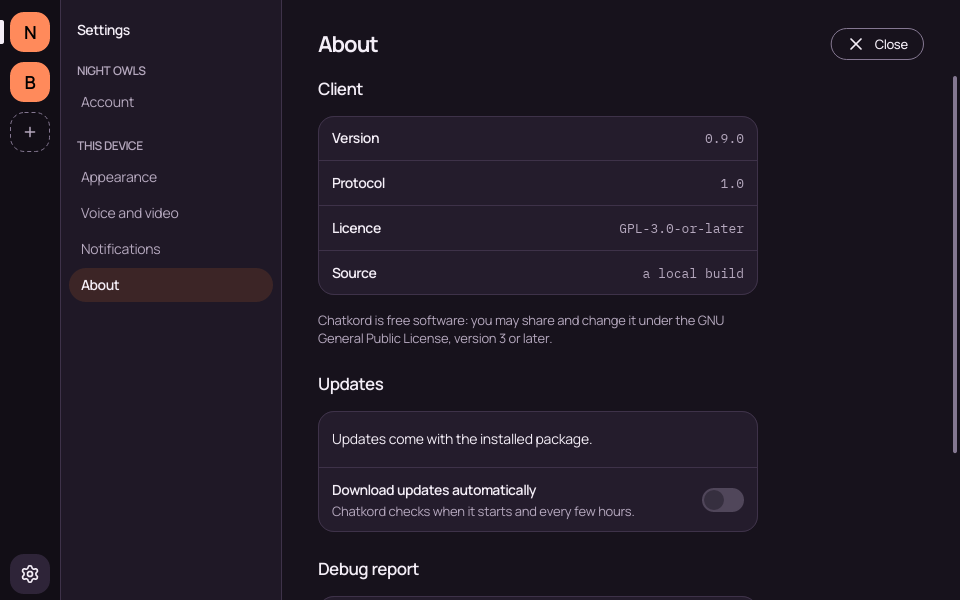 N
B
Settings
NIGHT OWLS
Account
THIS DEVICE
Appearance
Voice and video
Notifications
About
About
Close
Client
Version 0.9.0
Protocol 1.0
Licence GPL-3.0-or-later
Source a local build
Chatkord is free software: you may share and change it under the GNU
General Public License, version 3 or later.
Updates
Updates come with the installed package.
Download updates automatically
Chatkord checks when it starts and every few hours.
Debug report